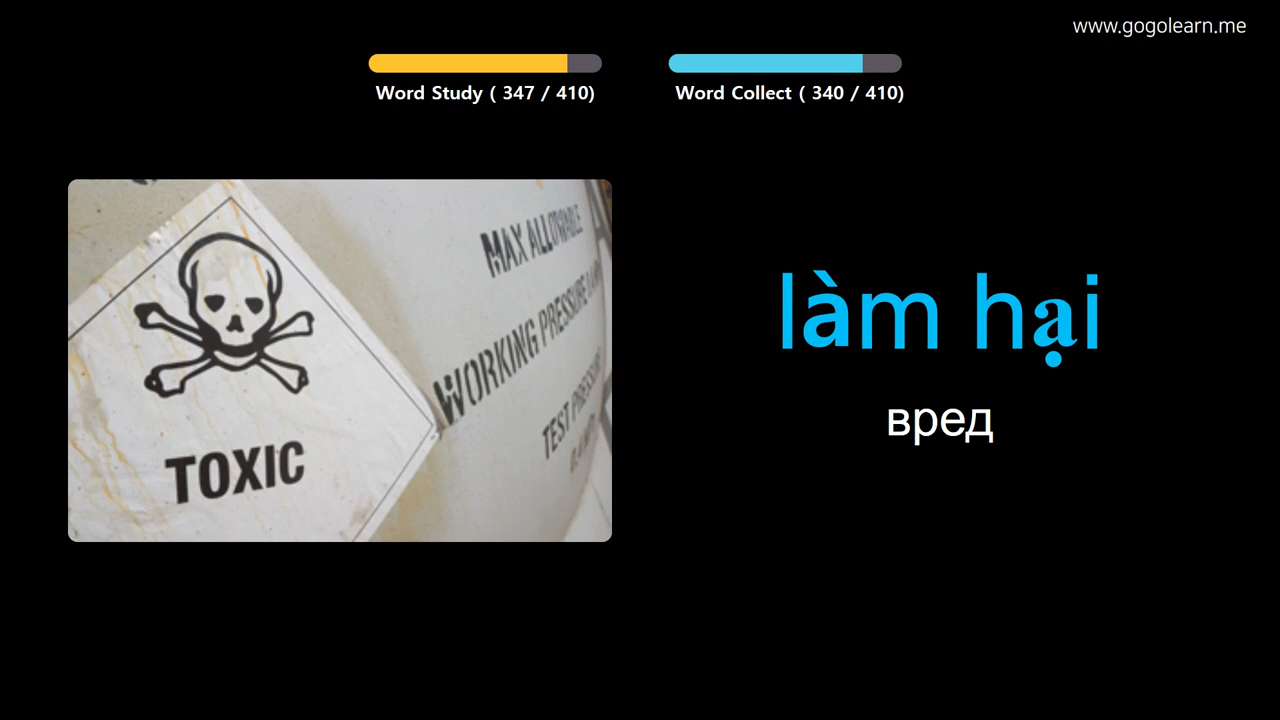 www.gogolearn.me
Word Study ( 347 / 410)
Word Collect ( 340 / 410)
MAX ALLOWABLE
WORKING PRESSURE
TEST PRESSURE
TOXIC
làm hại
вред